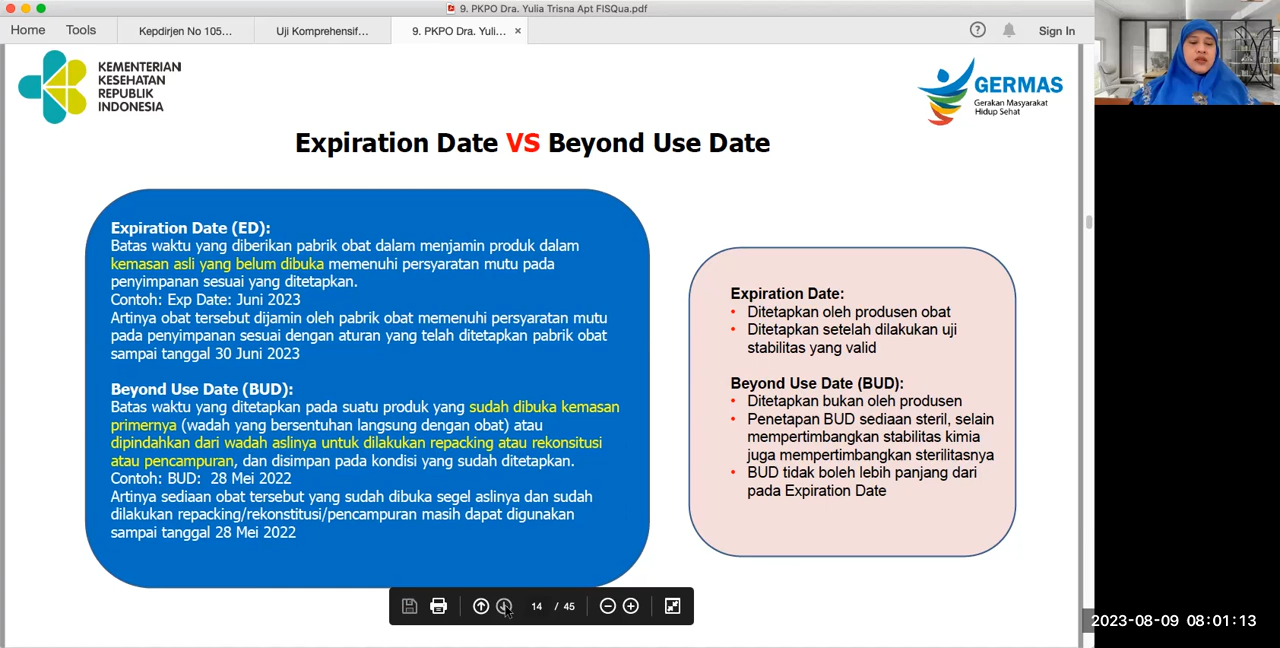 9. PKPO Dra. Yulia Trisna Apt FISQua.pdf
Home
Tools
Kepdirjen No 105...
Uji Komprehensif...
9. PKPO Dra. Yuli...
Sign In
KEMENTERIAN
KESEHATAN
REPUBLIK
INDONESIA
GERMAS
Gerakan Masyarakat
Hidup Sehat
Expiration Date VS Beyond Use Date
Expiration Date (ED):
Batas waktu yang diberikan pabrik obat dalam menjamin produk dalam
kemasan asli yang belum dibuka memenuhi persyaratan mutu pada
penyimpanan sesuai yang ditetapkan.
Contoh: Exp Date: Juni 2023
Artinya obat tersebut dijamin oleh pabrik obat memenuhi persyaratan mutu
pada penyimpanan sesuai dengan aturan yang telah ditetapkan pabrik obat
sampai tanggal 30 Juni 2023
Beyond Use Date (BUD):
Batas waktu yang ditetapkan pada suatu produk yang sudah dibuka kemasan
primernya (wadah yang bersentuhan langsung dengan obat) atau
dipindahkan dari wadah aslinya untuk dilakukan repacking atau rekonsitusi
atau pencampuran, dan disimpan pada kondisi yang sudah ditetapkan.
Contoh: BUD: 28 Mei 2022
Artinya sediaan obat tersebut yang sudah dibuka segel aslinya dan sudah
dilakukan repacking/rekonstitusi/pencampuran masih dapat digunakan
sampai tanggal 28 Mei 2022
Expiration Date:
• Ditetapkan oleh produsen obat
• Ditetapkan setelah dilakukan uji
stabilitas yang valid
Beyond Use Date (BUD):
• Ditetapkan bukan oleh produsen
• Penetapan BUD sediaan steril, selain
mempertimbangkan stabilitas kimia
juga mempertimbangkan sterilitasnya
• BUD tidak boleh lebih panjang dari
pada Expiration Date
14 / 45
2023-08-09 08:01:13